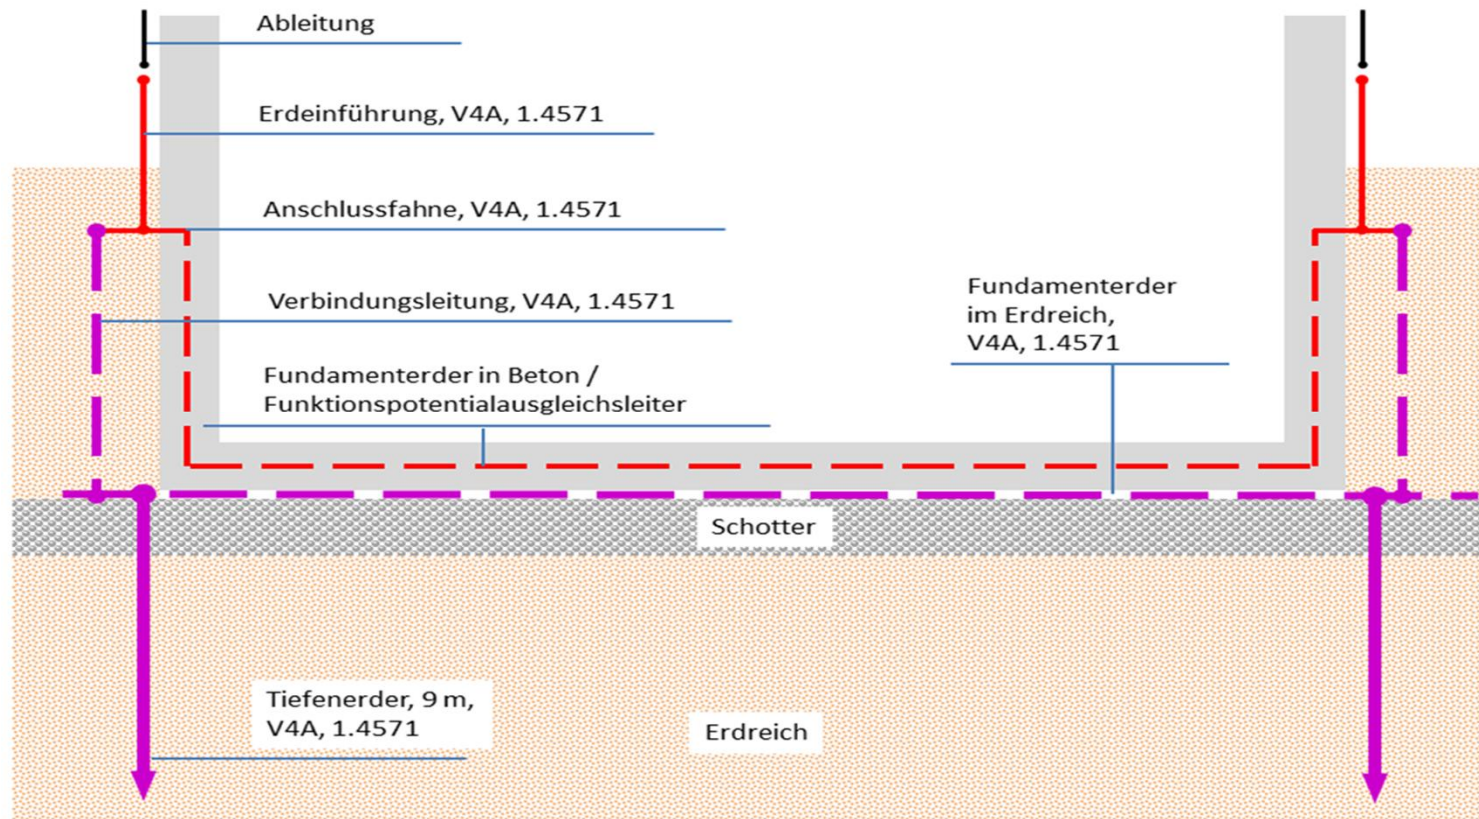 Ableitung
Erdeinführung, V4A, 1.4571
Anschlussfahne, V4A, 1.4571
Verbindungsleitung, V4A, 1.4571
Fundamenterder
im Erdreich,
V4A, 1.4571
Fundamenterder in Beton /
Funktionspotentialausgleichsleiter
Schotter
Tiefenerder, 9 m,
V4A, 1.4571
Erdreich